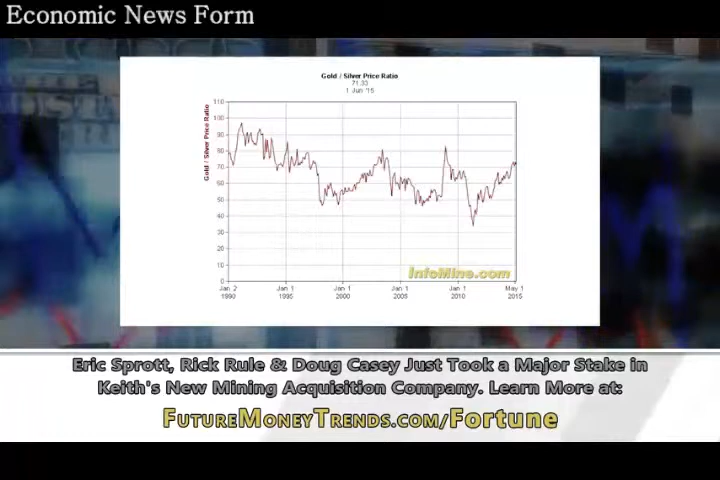 Economic News Form
Gold / Silver Price Ratio
71.33
1 Jun '15
Gold / Silver Price Ratio
110
100
90
80
70
60
50
40
30
20
10
0
Jan 2 Jan 1 Jan 1 Jan 1 Jan 1 May 1
1990 1995 2000 2005 2010 2015
InfoMine.com
Eric Sprott, Rick Rule & Doug Casey Just Took a Major Stake in
Keith's New Mining Acquisition Company. Learn More at:
FutureMoneyTrends.com/Fortune